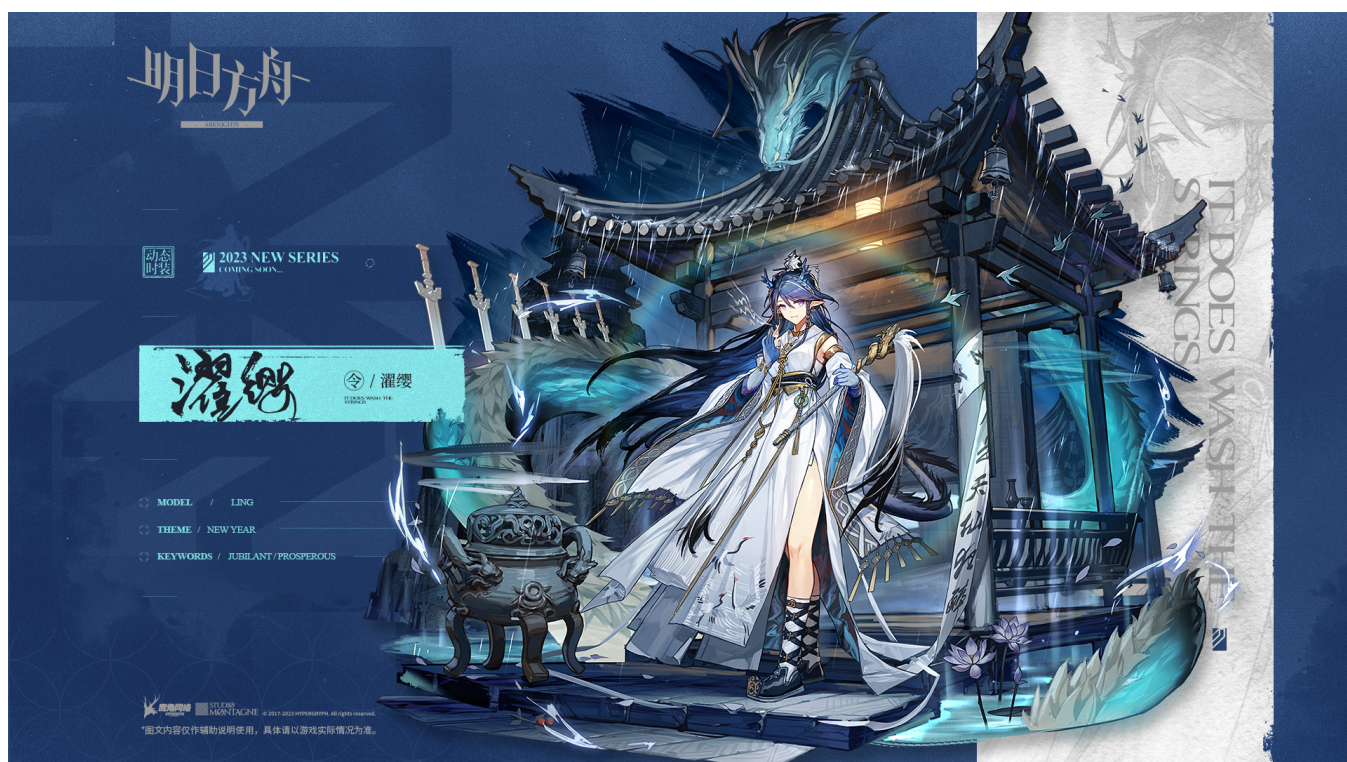 明日方舟
ARKNIGHTS
动态
时装
2023 NEW SERIES
COMING SOON...
濯缨
令 / 濯缨
IT DOES WASH THE
STRINGS
MODEL / LING
THEME / NEW YEAR
KEYWORDS / JUBILANT / PROSPEROUS
鹰角网络
STUDIO
MONTAGNE
© 2017-2023 HYPERGRYPH. All rights reserved.
*图文内容仅作辅助说明使用，具体请以游戏实际情况为准。
IT DOES WASH THE
STRINGS
天